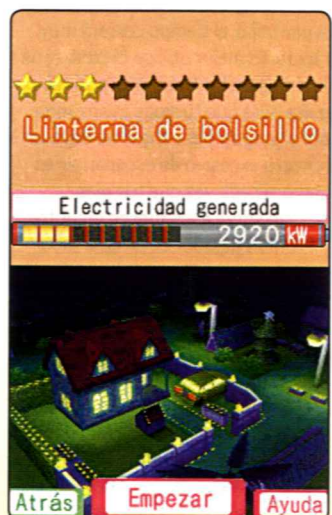 Linterna de bolsillo
Electricidad generada
2920 kW
Atrás
Empezar
Ayuda